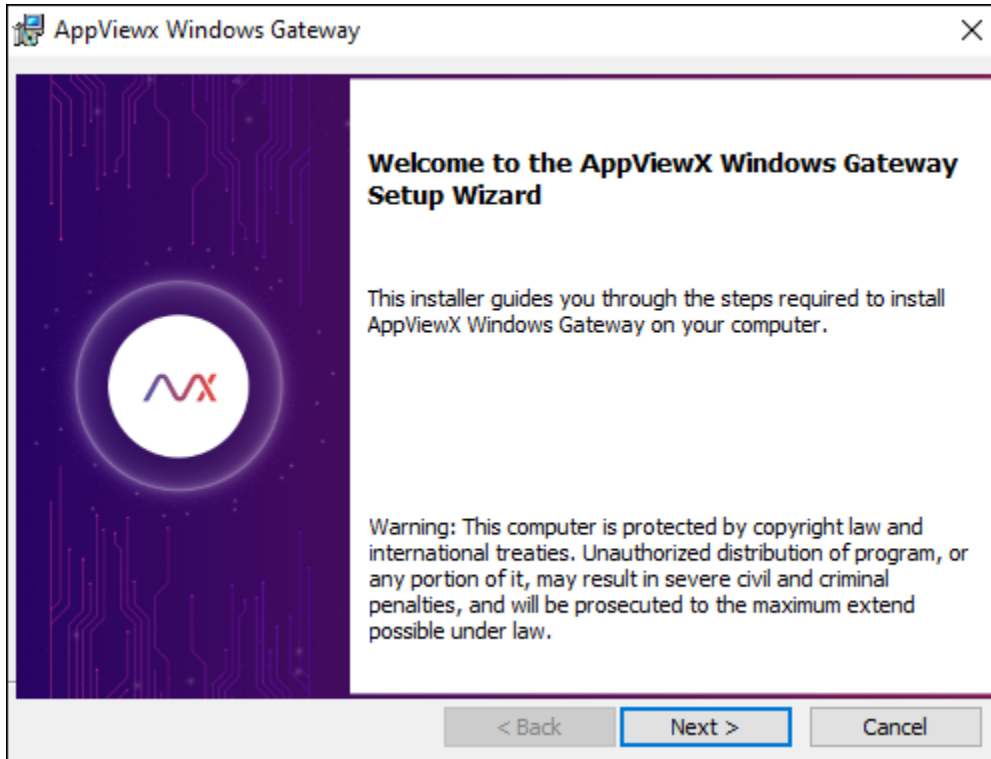 AppViewx Windows Gateway
Welcome to the AppViewX Windows Gateway
Setup Wizard
This installer guides you through the steps required to install
AppViewX Windows Gateway on your computer.
Warning: This computer is protected by copyright law and
international treaties. Unauthorized distribution of program, or
any portion of it, may result in severe civil and criminal
penalties, and will be prosecuted to the maximum extend
possible under law.
< Back
Next >
Cancel